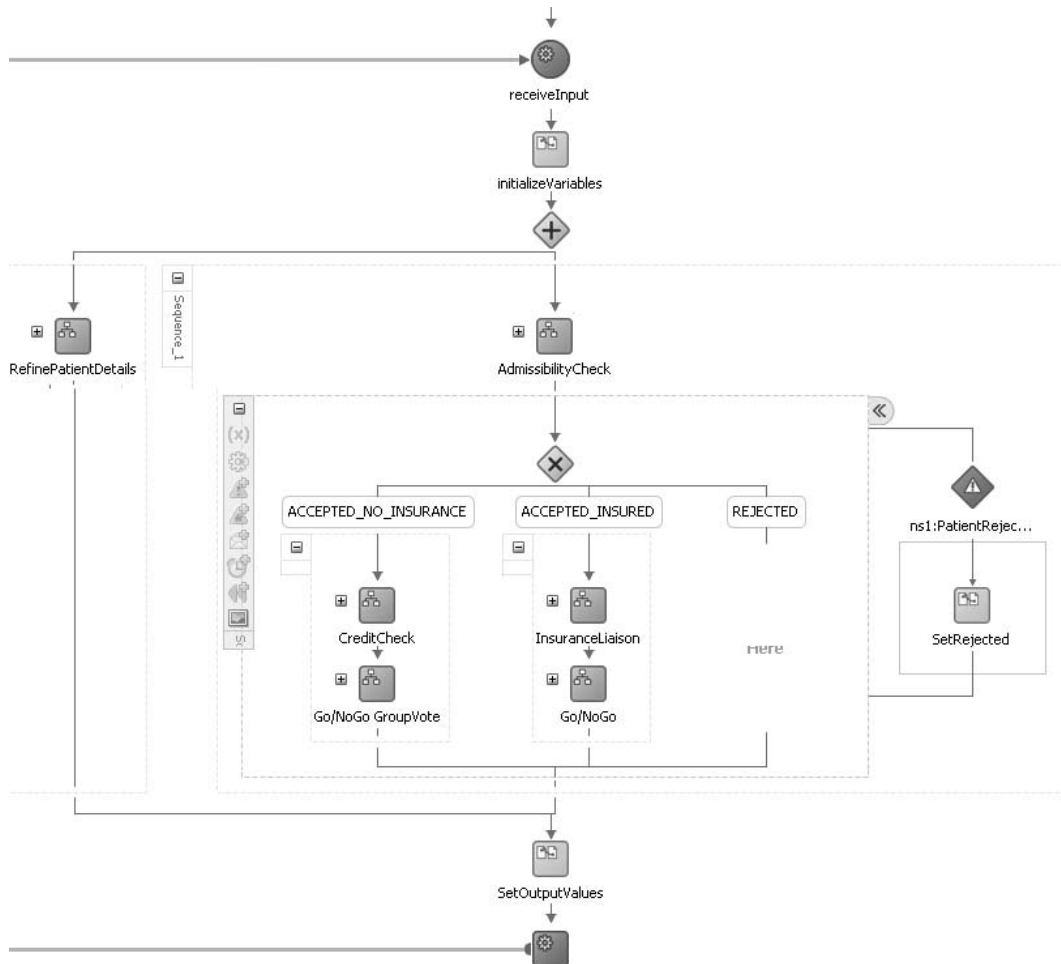 receiveInput
initializeVariables
Sequence_1
RefinePatientDetails
AdmissibilityCheck
(x)
ACCEPTED_NO_INSURANCE
ACCEPTED_INSURED
REJECTED
ns1:PatientRejec...
CreditCheck
InsuranceLiaison
Here
SetRejected
Go/NoGo GroupVote
Go/NoGo
SetOutputValues